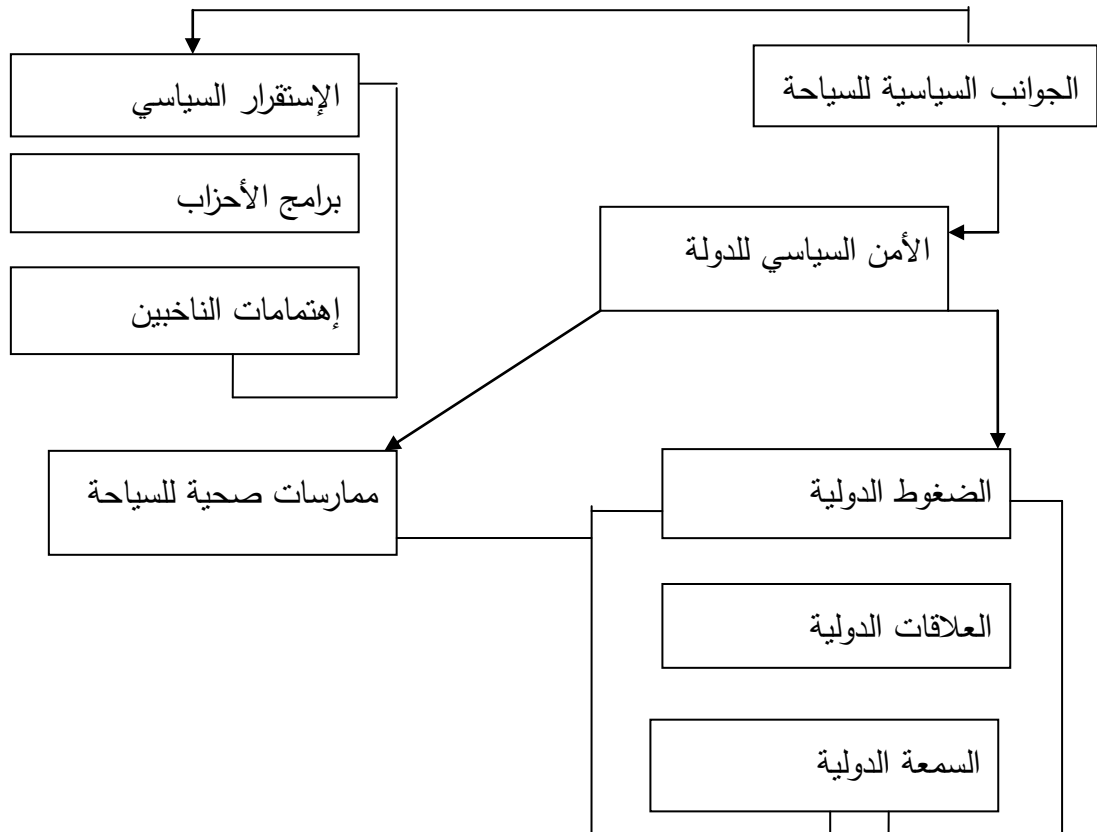 الجوانب السياسية للسياحة
الإستقرار السياسي
برامج الأحزاب
الأمن السياسي للدولة
إهتمامات الناخبين
الضغوط الدولية
ممارسات صحية للسياحة
العلاقات الدولية
السمعة الدولية